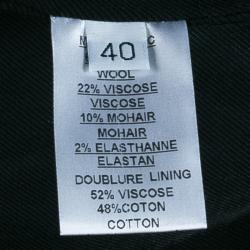 40
WOOL
22% VISCOSE
VISCOSE
10% MOHAIR
MOHAIR
2% ELASTHANNE
ELASTAN
DOUBLURE LINING
52% VISCOSE
48%COTON
COTTON